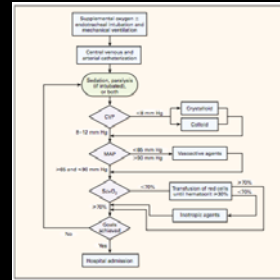 Supplemental oxygen ±
endotracheal intubation and
mechanical ventilation
Central venous and
arterial catheterization
Sedation, paralysis
(if intubated),
or both
CVP
<8 mm Hg
Crystalloid
Colloid
8–12 mm Hg
MAP
<65 mm Hg
>90 mm Hg
Vasoactive agents
≥65 and ≤90 mm Hg
ScvO₂
<70%
Transfusion of red cells
until hematocrit ≥30%
≥70%
<70%
≥70%
Inotropic agents
Goals
achieved
No
Yes
Hospital admission